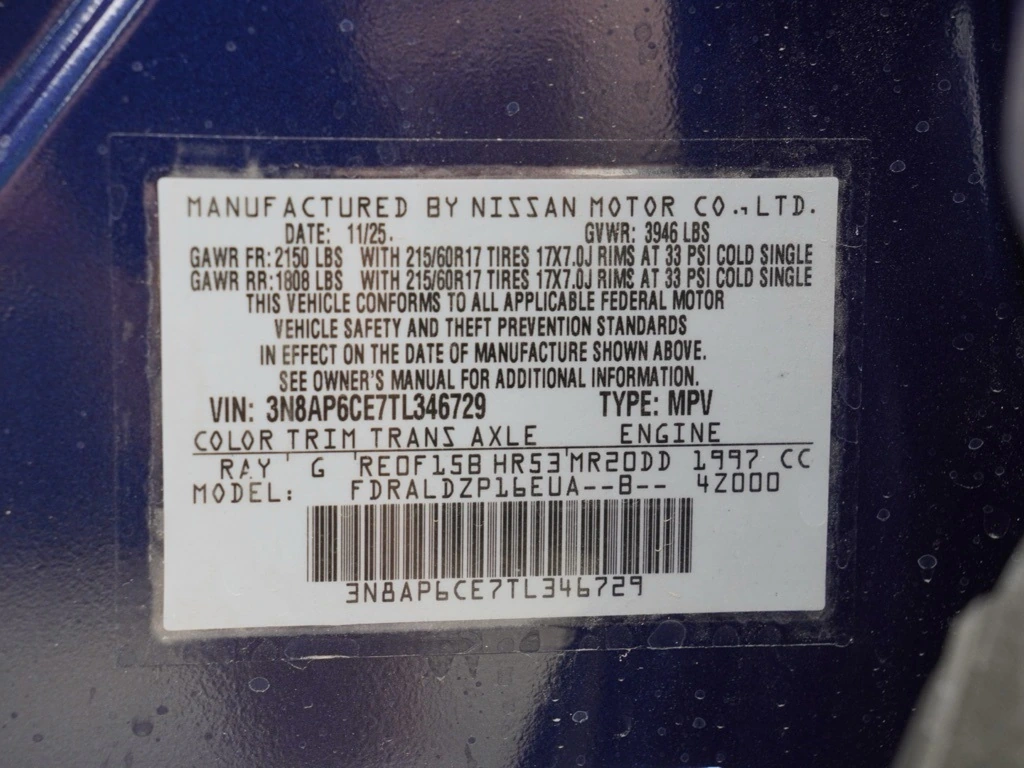 MANUFACTURED BY NISSAN MOTOR CO., LTD.
DATE: 11/25. GVWR: 3946 LBS
GAWR FR: 2150 LBS WITH 215/60R17 TIRES 17X7.0J RIMS AT 33 PSI COLD SINGLE
GAWR RR: 1808 LBS WITH 215/60R17 TIRES 17X7.0J RIMS AT 33 PSI COLD SINGLE
THIS VEHICLE CONFORMS TO ALL APPLICABLE FEDERAL MOTOR
VEHICLE SAFETY AND THEFT PREVENTION STANDARDS
IN EFFECT ON THE DATE OF MANUFACTURE SHOWN ABOVE.
SEE OWNER'S MANUAL FOR ADDITIONAL INFORMATION.
VIN: 3N8AP6CE7TL346729 TYPE: MPV
COLOR TRIM TRANS AXLE ENGINE
RAY G RE0F15B HR53 MR20DD 1997 CC
MODEL: FDRALDZP16EUA--B-- 4Z000
3N8AP6CE7TL346729